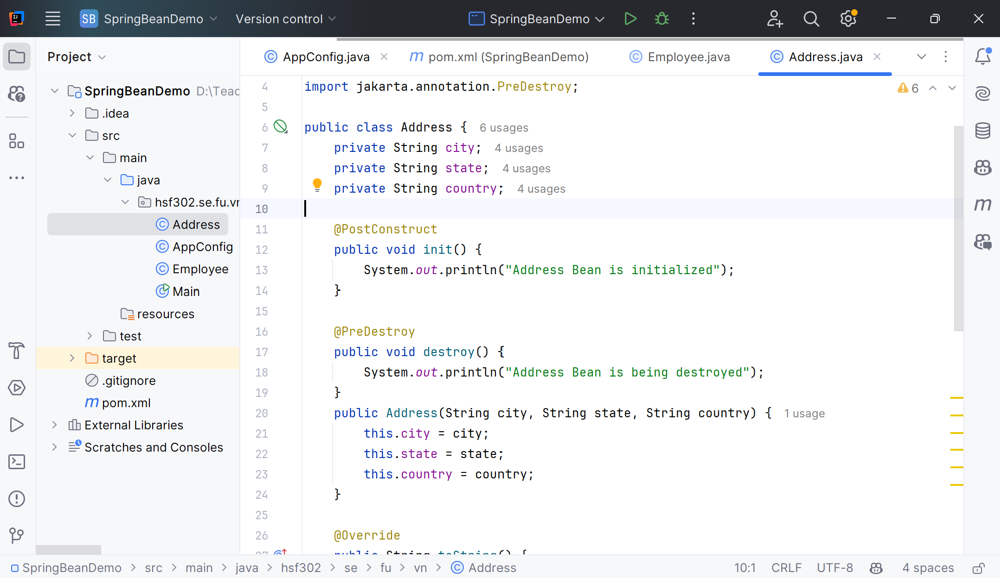 SB SpringBeanDemo Version control SpringBeanDemo
Project
SpringBeanDemo D:\Teac
.idea
src
main
java
hsf302.se.fu.vn
Address
AppConfig
Employee
Main
resources
test
target
.gitignore
pom.xml
External Libraries
Scratches and Consoles
AppConfig.java pom.xml (SpringBeanDemo) Employee.java Address.java
6
4 import jakarta.annotation.PreDestroy;
5
6 public class Address { 6 usages
7 private String city; 4 usages
8 private String state; 4 usages
9 private String country; 4 usages
10
11 @PostConstruct
12 public void init() {
13 System.out.println("Address Bean is initialized");
14 }
15
16 @PreDestroy
17 public void destroy() {
18 System.out.println("Address Bean is being destroyed");
19 }
20 public Address(String city, String state, String country) { 1 usage
21 this.city = city;
22 this.state = state;
23 this.country = country;
24 }
25
26 @Override
27 public String toString() {
SpringBeanDemo > src > main > java > hsf302 > se > fu > vn > Address 10:1 CRLF UTF-8 4 spaces